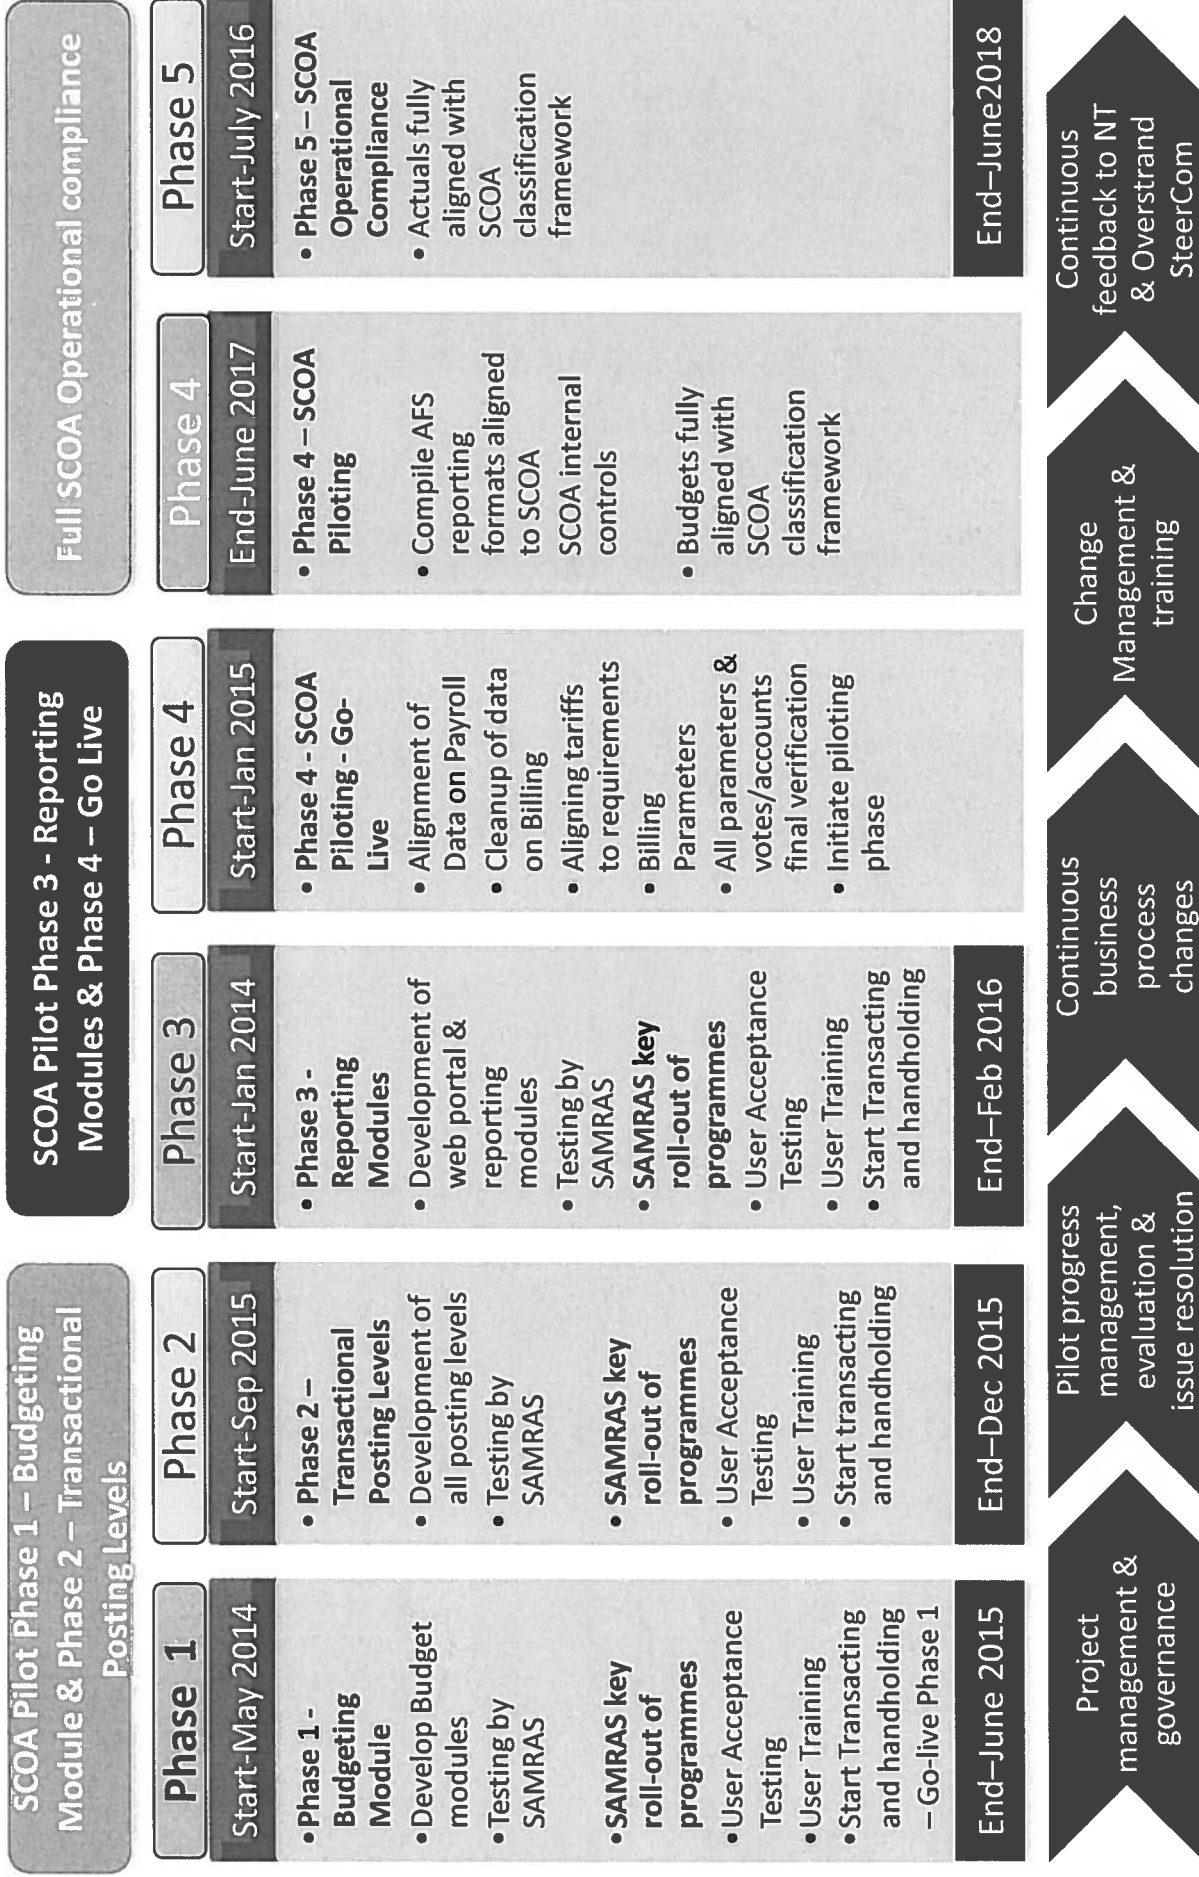 SCOA Pilot Phase 1 – Budgeting
Module & Phase 2 – Transactional
Posting Levels
SCOA Pilot Phase 3 - Reporting
Modules & Phase 4 – Go Live
Full SCOA Operational compliance
Phase 1
Start-May 2014
•Phase 1 -
Budgeting
Module
•Develop Budget
modules
•Testing by
SAMRAS
•SAMRAS key
roll-out of
programmes
•User Acceptance
Testing
•User Training
•Start Transacting
and handholding
– Go-live Phase 1
End–June 2015
Phase 2
Start-Sep 2015
• Phase 2 –
Transactional
Posting Levels
• Development of
all posting levels
• Testing by
SAMRAS
• SAMRAS key
roll-out of
programmes
• User Acceptance
Testing
• User Training
• Start transacting
and handholding
End–Dec 2015
Phase 3
Start-Jan 2014
• Phase 3 -
Reporting
Modules
• Development of
web portal &
reporting
modules
• Testing by
SAMRAS
• SAMRAS key
roll-out of
programmes
• User Acceptance
Testing
• User Training
• Start Transacting
and handholding
End–Feb 2016
Phase 4
Start-Jan 2015
• Phase 4 - SCOA
Piloting - Go-
Live
• Alignment of
Data on Payroll
• Cleanup of data
on Billing
• Aligning tariffs
to requirements
• Billing
Parameters
• All parameters &
votes/accounts
final verification
• Initiate piloting
phase
Phase 4
End-June 2017
• Phase 4 – SCOA
Piloting
• Compile AFS
reporting
formats aligned
to SCOA
SCOA internal
controls
• Budgets fully
aligned with
SCOA
classification
framework
Phase 5
Start-July 2016
• Phase 5 – SCOA
Operational
Compliance
• Actuals fully
aligned with
SCOA
classification
framework
End–June2018
Project
management &
governance
Pilot progress
management,
evaluation &
issue resolution
Continuous
business
process
changes
Change
Management &
training
Continuous
feedback to NT
& Overstrand
SteerCom